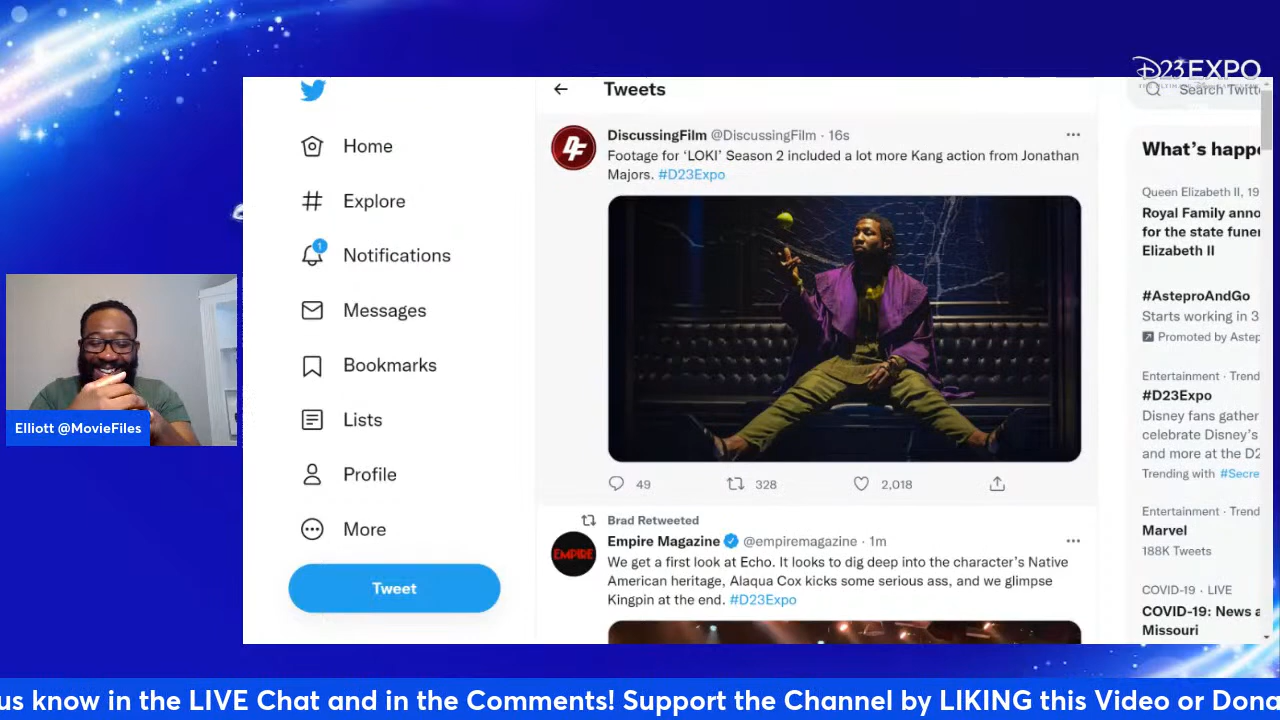 D23EXPO
Tweets
Search Twitt
Home
Explore
1
Notifications
Messages
Bookmarks
Lists
Profile
More
Tweet
DF
DiscussingFilm @DiscussingFilm · 16s
Footage for ‘LOKI’ Season 2 included a lot more Kang action from Jonathan
Majors. #D23Expo
49
328
2,018
Brad Retweeted
EMPIRE
Empire Magazine @empiremagazine · 1m
We get a first look at Echo. It looks to dig deep into the character’s Native
American heritage, Alaqua Cox kicks some serious ass, and we glimpse
Kingpin at the end. #D23Expo
What’s happe
Queen Elizabeth II, 19
Royal Family anno
for the state funer
Elizabeth II
#AsteproAndGo
Starts working in 3
Promoted by Astep
Entertainment · Trend
#D23Expo
Disney fans gather
celebrate Disney’s
and more at the D2
Trending with #Secre
Entertainment · Trend
Marvel
188K Tweets
COVID-19 · LIVE
COVID-19: News a
Missouri
Elliott @MovieFiles
us know in the LIVE Chat and in the Comments! Support the Channel by LIKING this Video or Dona